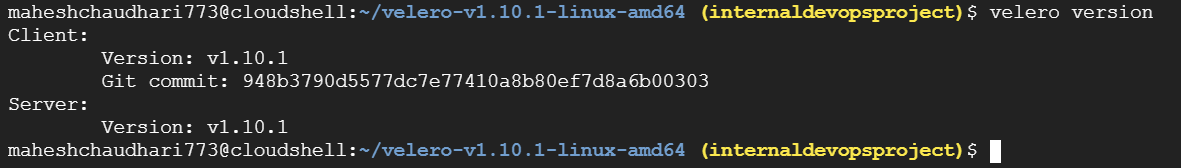 maheshchaudhari773@cloudshell:~/velero-v1.10.1-linux-amd64 (internaldevopsproject)$ velero version
Client:
        Version: v1.10.1
        Git commit: 948b3790d5577dc7e77410a8b80ef7d8a6b00303
Server:
        Version: v1.10.1
maheshchaudhari773@cloudshell:~/velero-v1.10.1-linux-amd64 (internaldevopsproject)$